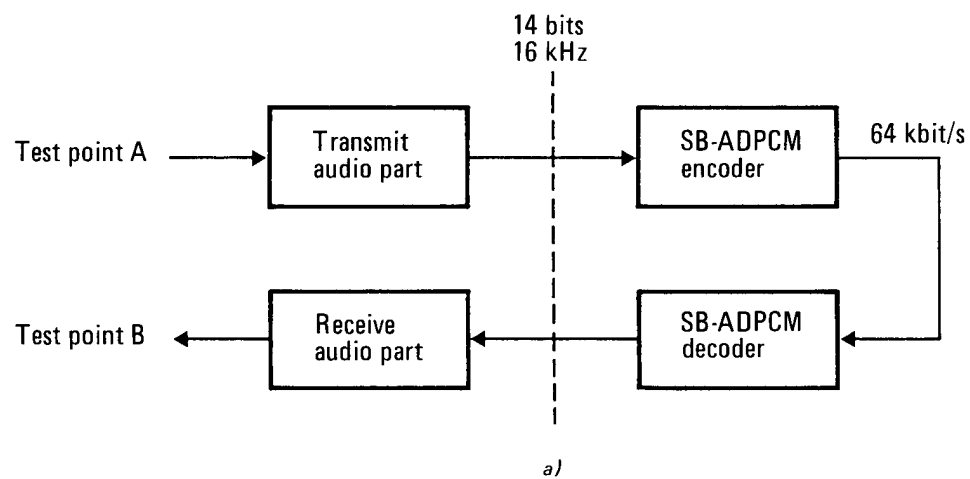 14 bits
16 kHz
Test point A
Transmit
audio part
SB-ADPCM
encoder
64 kbit/s
Test point B
Receive
audio part
SB-ADPCM
decoder
a)